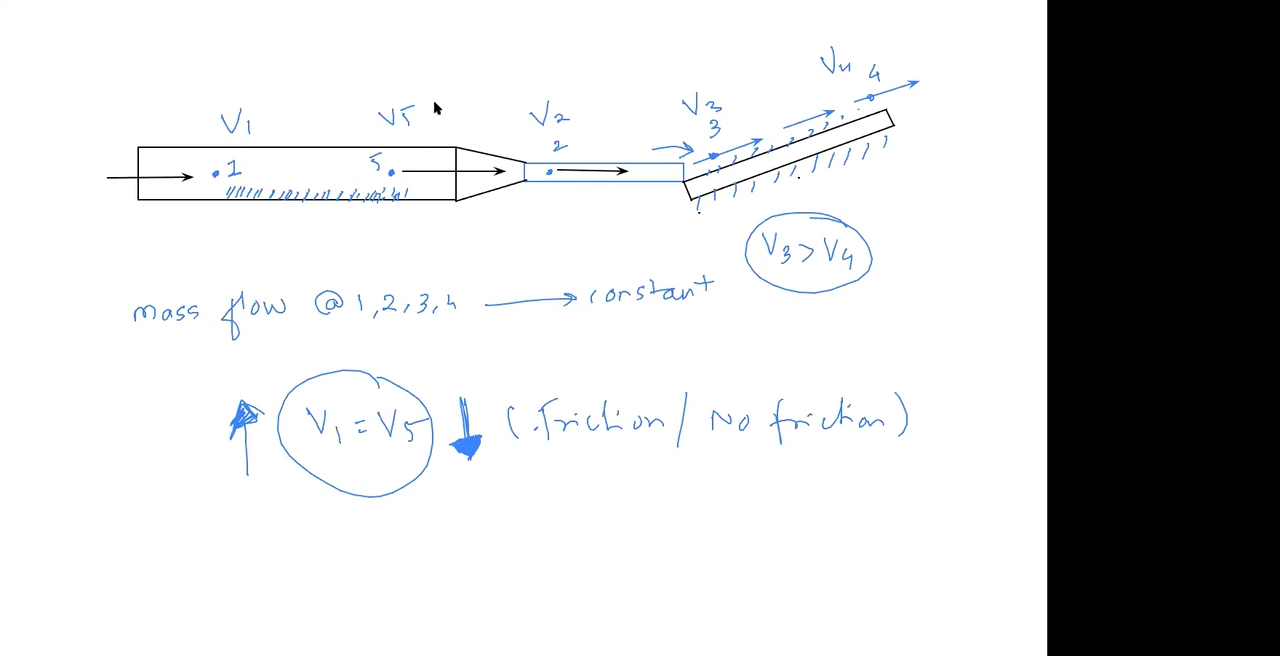 V4 4
V1 V5 V2 V3
1 5 2 3
V3 > V4
mass flow @ 1,2,3,4 → constant
V1 = V5 (Friction / No friction)